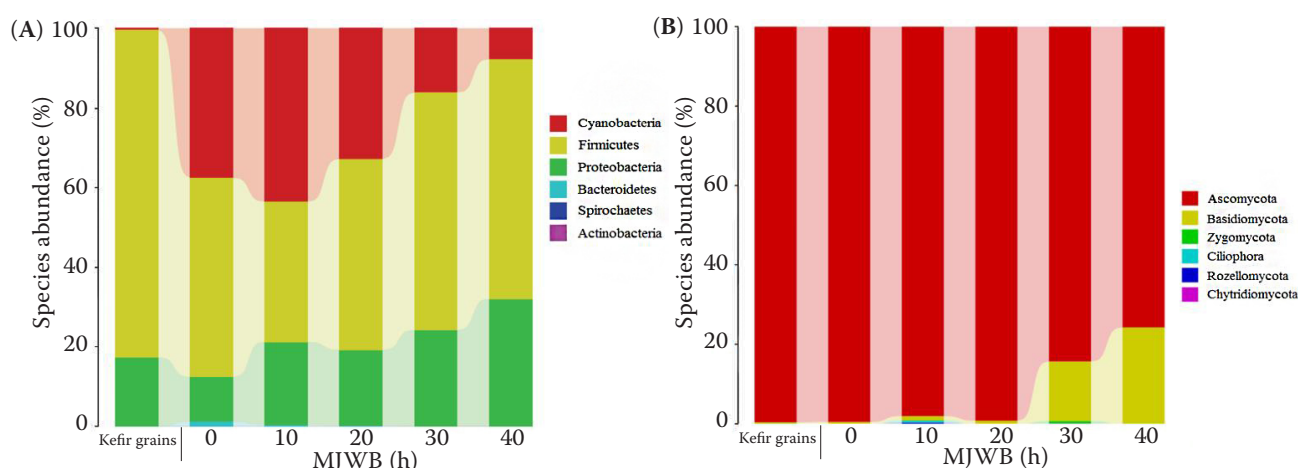 (A)
Species abundance (%)
100
80
60
40
20
0
Kefir grains
0
10
20
30
40
MJWB (h)
Cyanobacteria
Firmicutes
Proteobacteria
Bacteroidetes
Spirochaetes
Actinobacteria
(B)
Species abundance (%)
100
80
60
40
20
0
Kefir grains
0
10
20
30
40
MJWB (h)
Ascomycota
Basidiomycota
Zygomycota
Ciliophora
Rozellomycota
Chytridiomycota